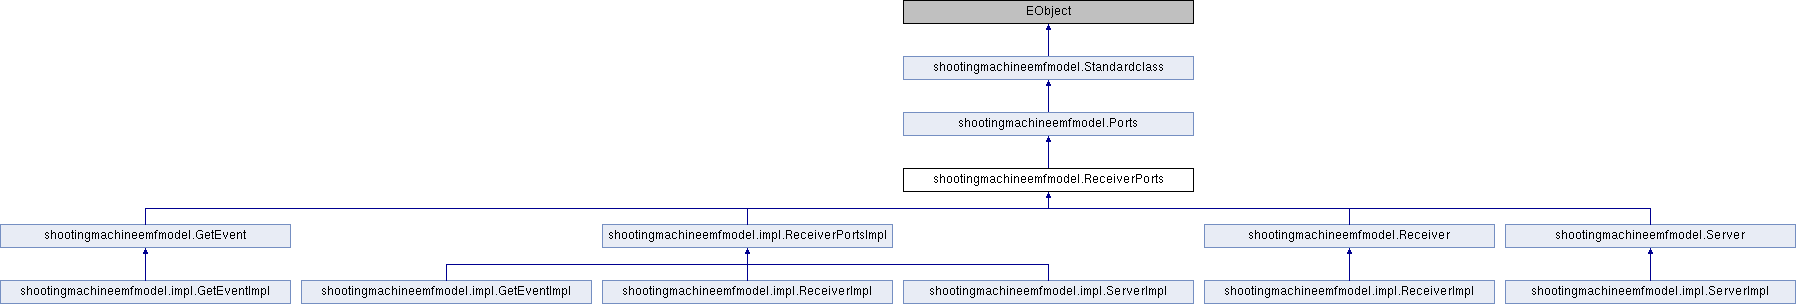 EObject
shootingmachineemfmodel.Standardclass
shootingmachineemfmodel.Ports
shootingmachineemfmodel.ReceiverPorts
shootingmachineemfmodel.GetEvent
shootingmachineemfmodel.impl.ReceiverPortsImpl
shootingmachineemfmodel.Receiver
shootingmachineemfmodel.Server
shootingmachineemfmodel.impl.GetEventImpl
shootingmachineemfmodel.impl.GetEventImpl
shootingmachineemfmodel.impl.ReceiverImpl
shootingmachineemfmodel.impl.ServerImpl
shootingmachineemfmodel.impl.ReceiverImpl
shootingmachineemfmodel.impl.ServerImpl